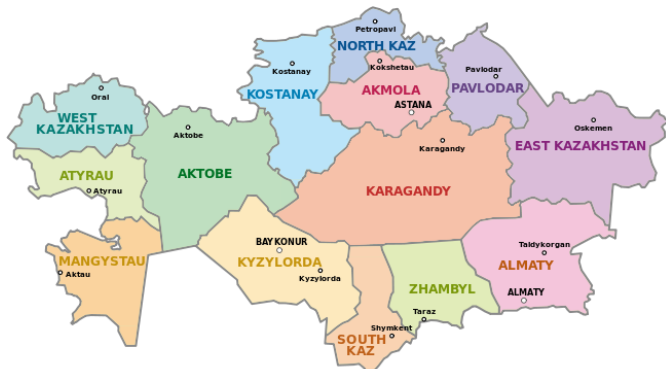 Petropavl
NORTH KAZ
Kokshetau
Kostanay
KOSTANAY
AKMOLA
ASTANA
Pavlodar
PAVLODAR
Oral
WEST
KAZAKHSTAN
Aktobe
AKTOBE
Karagandy
KARAGANDY
Oskemen
EAST KAZAKHSTAN
ATYRAU
Atyrau
MANGYSTAU
Aktau
BAYKONUR
KYZYLORDA
Kyzylorda
Taldykorgan
ALMATY
ALMATY
ZHAMBYL
Taraz
Shymkent
SOUTH
KAZ